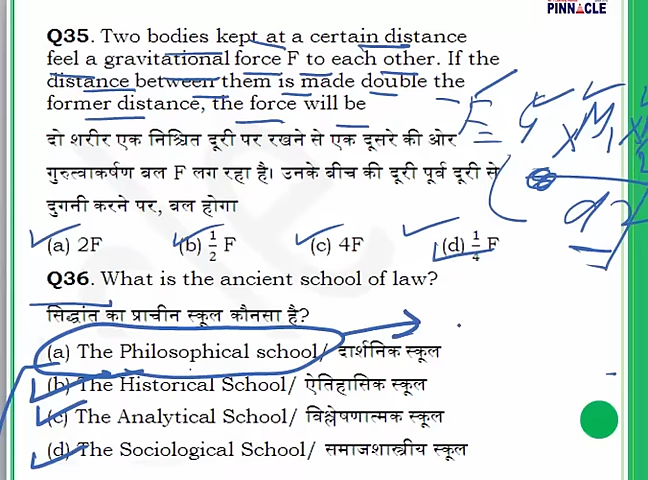 PINNACLE
Q35. Two bodies kept at a certain distance
feel a gravitational force F to each other. If the
distance between them is made double the
former distance, the force will be
दो शरीर एक निश्चित दूरी पर रखने से एक दूसरे की ओर
गुरुत्वाकर्षण बल F लग रहा है। उनके बीच की दूरी पूर्व दूरी से
दुगनी करने पर, बल होगा
F = G × M1 ×
d2
(a) 2F (b) 1/2 F (c) 4F (d) 1/4 F
Q36. What is the ancient school of law?
सिद्धांत का प्राचीन स्कूल कौनसा है?
(a) The Philosophical school/ दार्शनिक स्कूल
(b) The Historical School/ ऐतिहासिक स्कूल
(c) The Analytical School/ विश्लेषणात्मक स्कूल
(d) The Sociological School/ समाजशास्त्रीय स्कूल